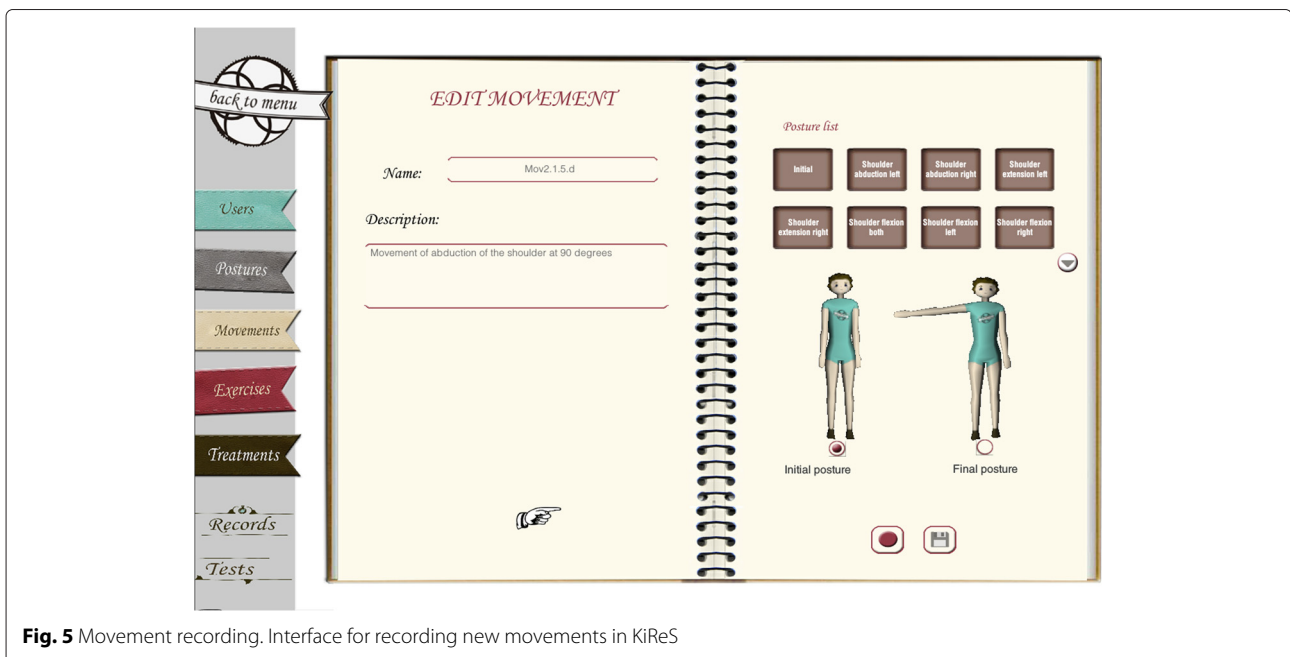 back to menu
Users
Postures
Movements
Exercises
Treatments
Records
Tests
EDIT MOVEMENT
Name:
Mov2.1.5.d
Description:
Movement of abduction of the shoulder at 90 degrees
Posture list
Initial
Shoulder
abduction left
Shoulder
abduction right
Shoulder
extension left
Shoulder
extension right
Shoulder flexion
both
Shoulder flexion
left
Shoulder flexion
right
Initial posture
Final posture
Fig. 5 Movement recording. Interface for recording new movements in KiReS